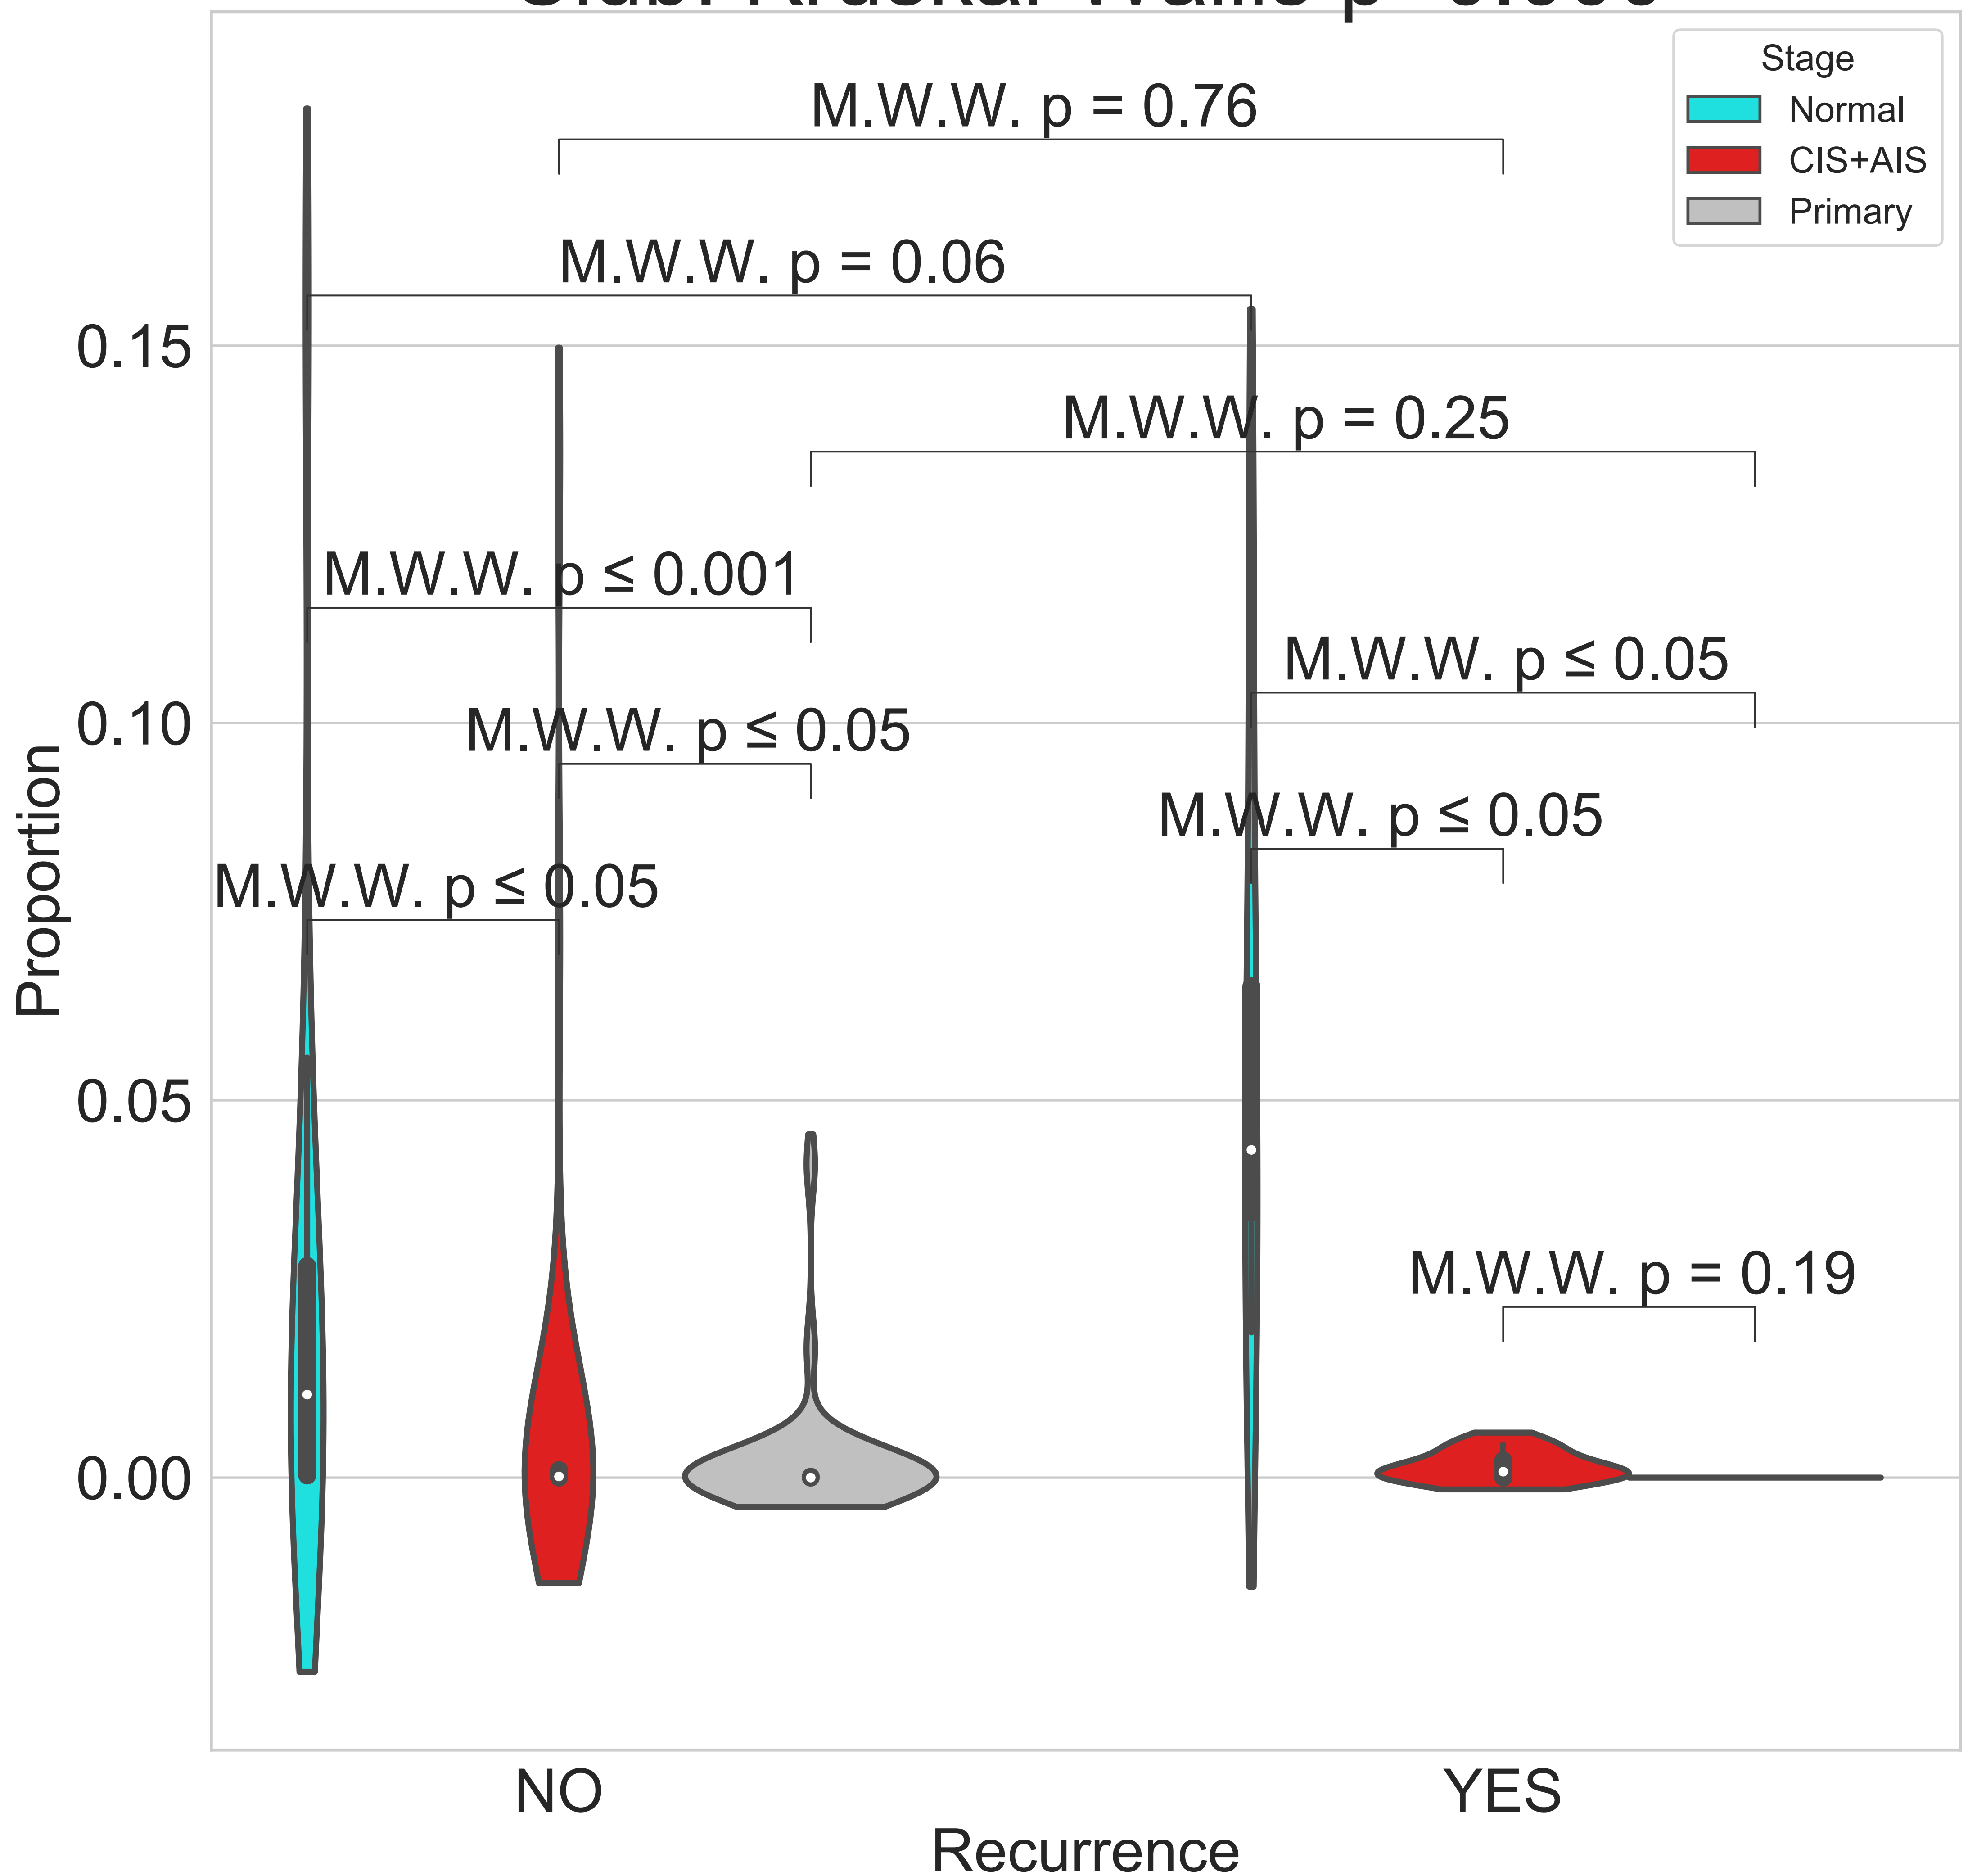 Stage
Normal
CIS+AIS
Primary
M.W.W. p = 0.76
M.W.W. p = 0.06
0.15
M.W.W. p = 0.25
M.W.W. p ≤ 0.001
M.W.W. p ≤ 0.05
0.10
M.W.W. p ≤ 0.05
M.W.W. p ≤ 0.05
M.W.W. p ≤ 0.05
Proportion
0.05
M.W.W. p = 0.19
0.00
NO
YES
Recurrence